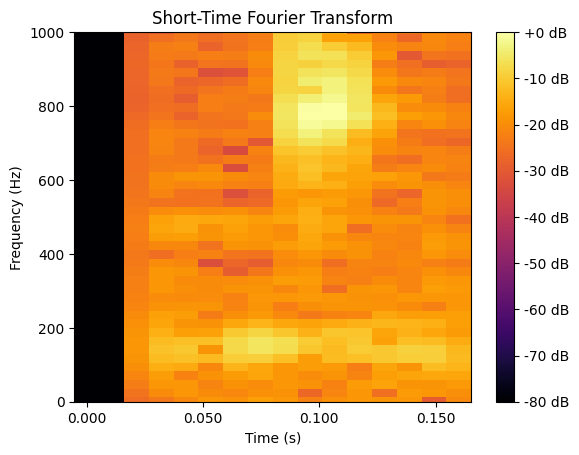 Short-Time Fourier Transform
1000
800
600
400
200
0
Frequency (Hz)
0.000
0.050
0.100
0.150
Time (s)
+0 dB
-10 dB
-20 dB
-30 dB
-40 dB
-50 dB
-60 dB
-70 dB
-80 dB